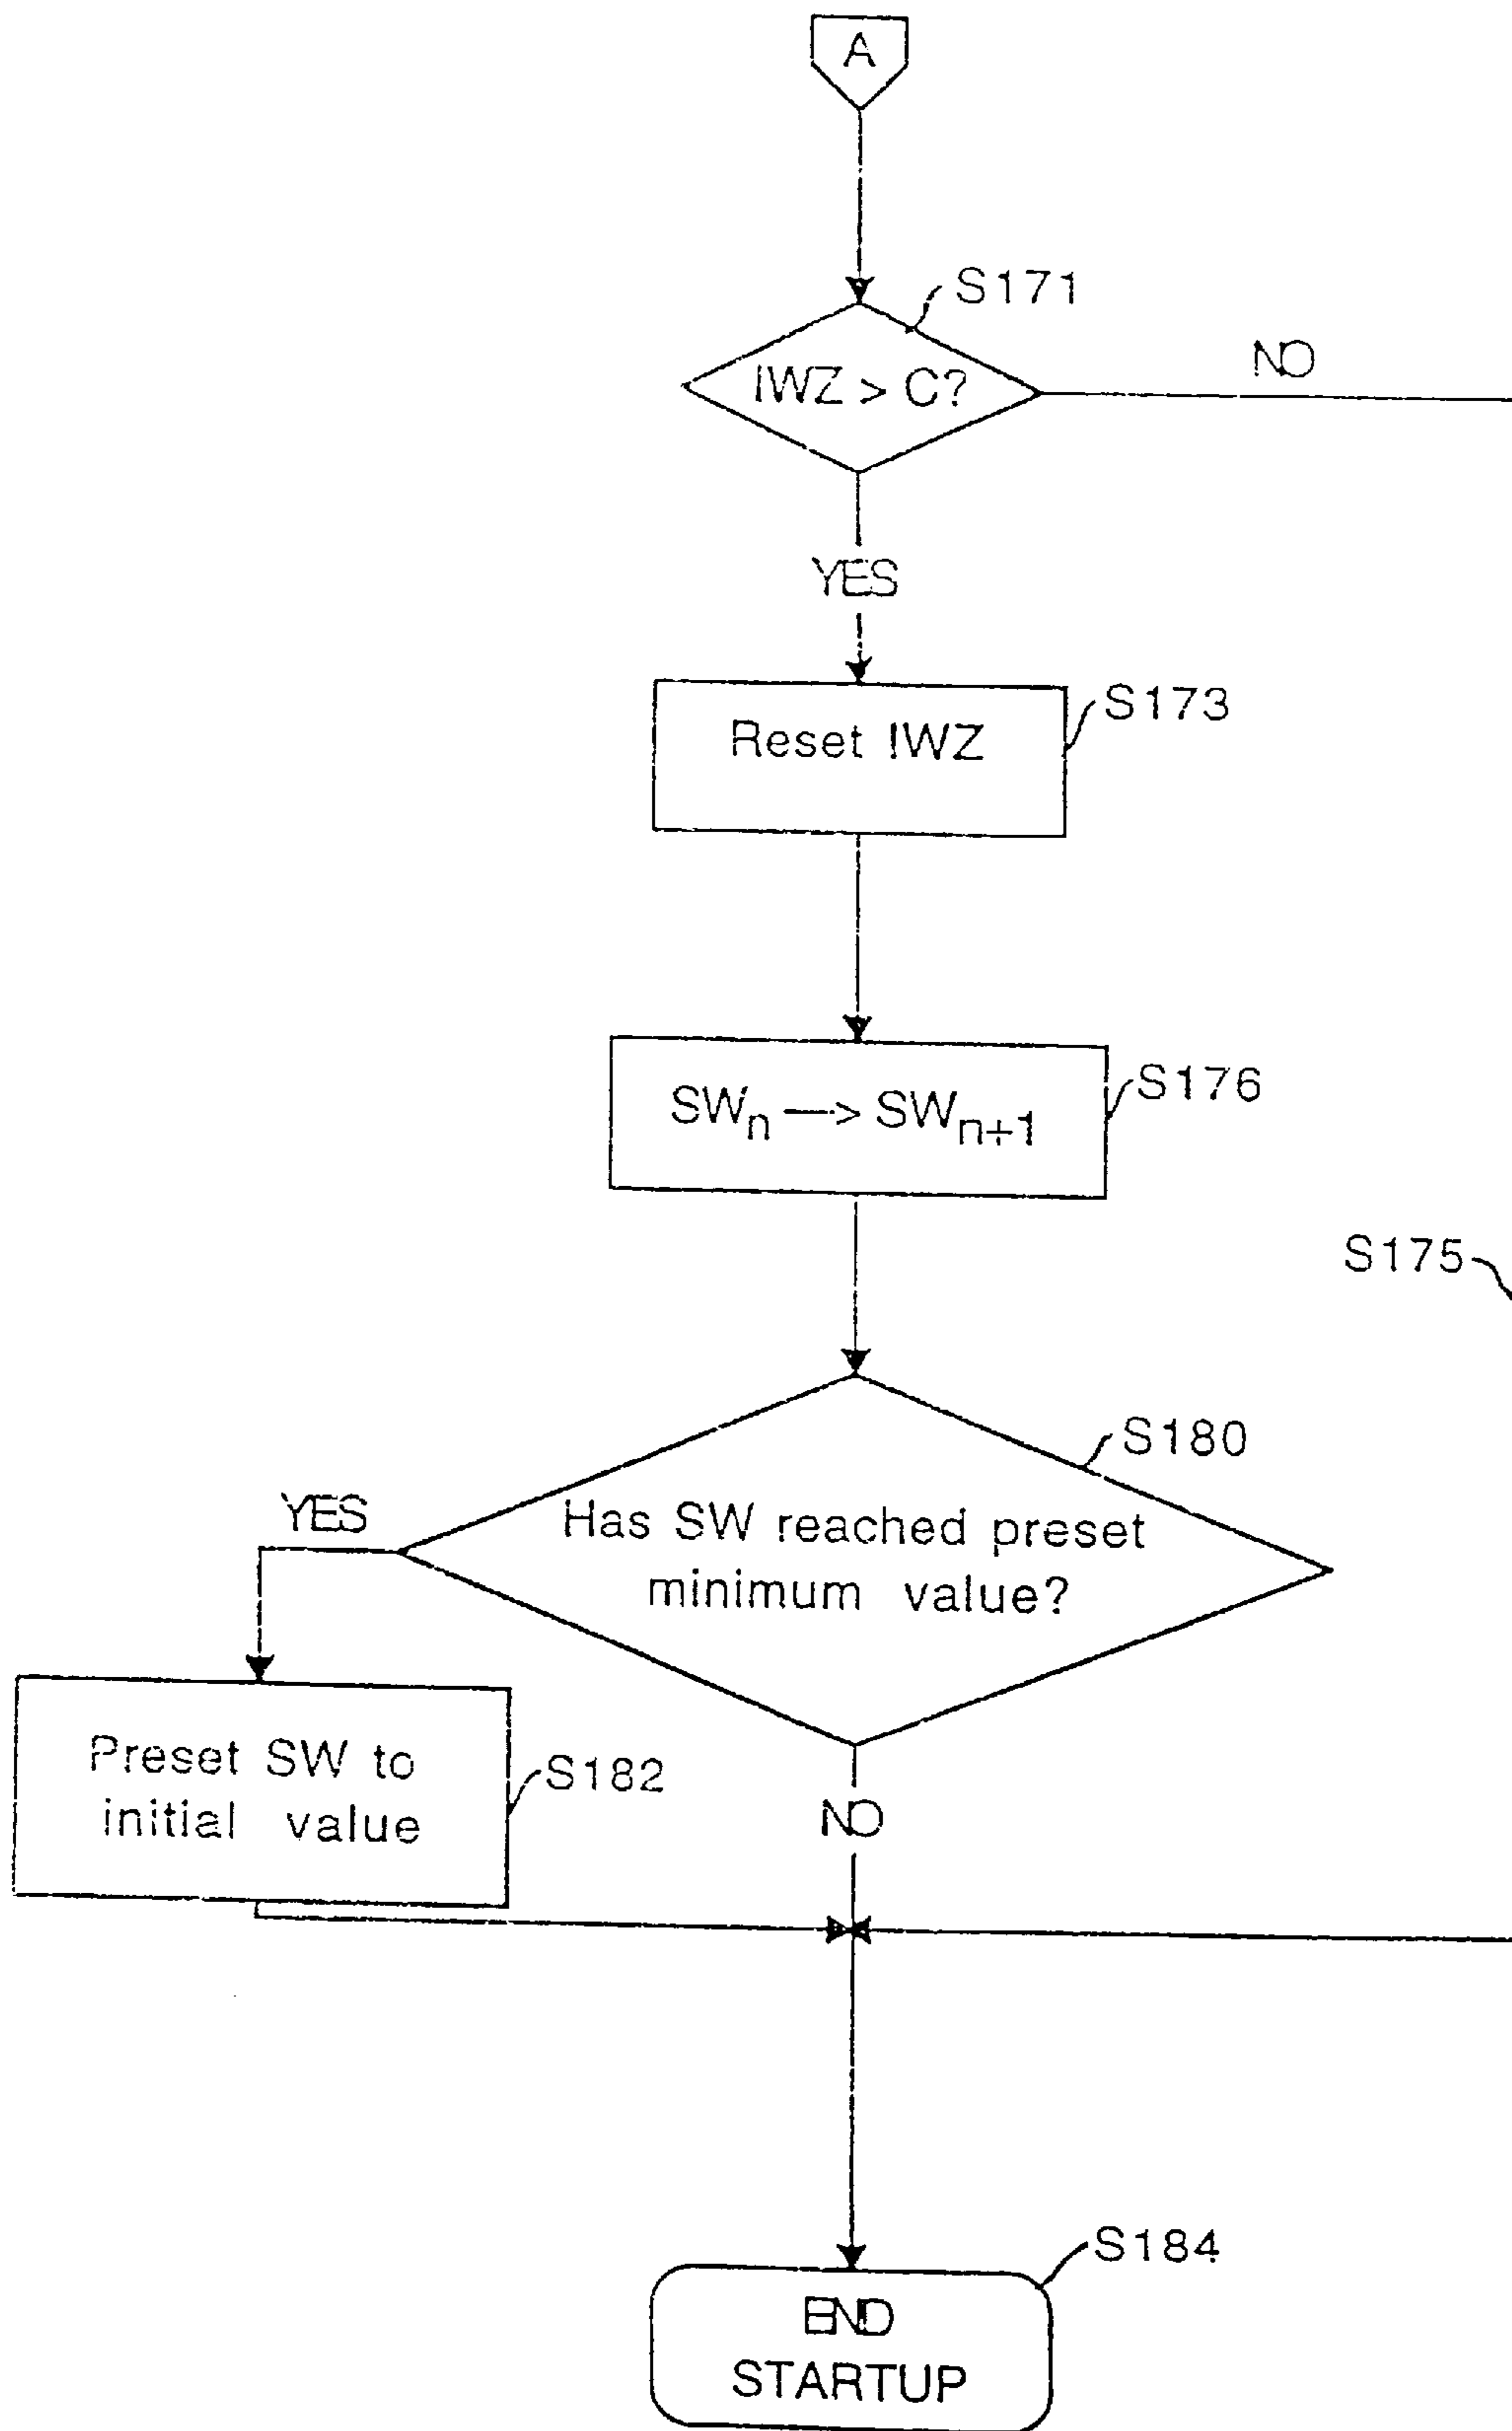 A
S171
IWZ > C?
NO
YES
S173
Reset IWZ
S176
SWn —> SWn+1
S175
S180
YES
Has SW reached preset
minimum value?
Preset SW to
initial value
S182
NO
S184
END
STARTUP